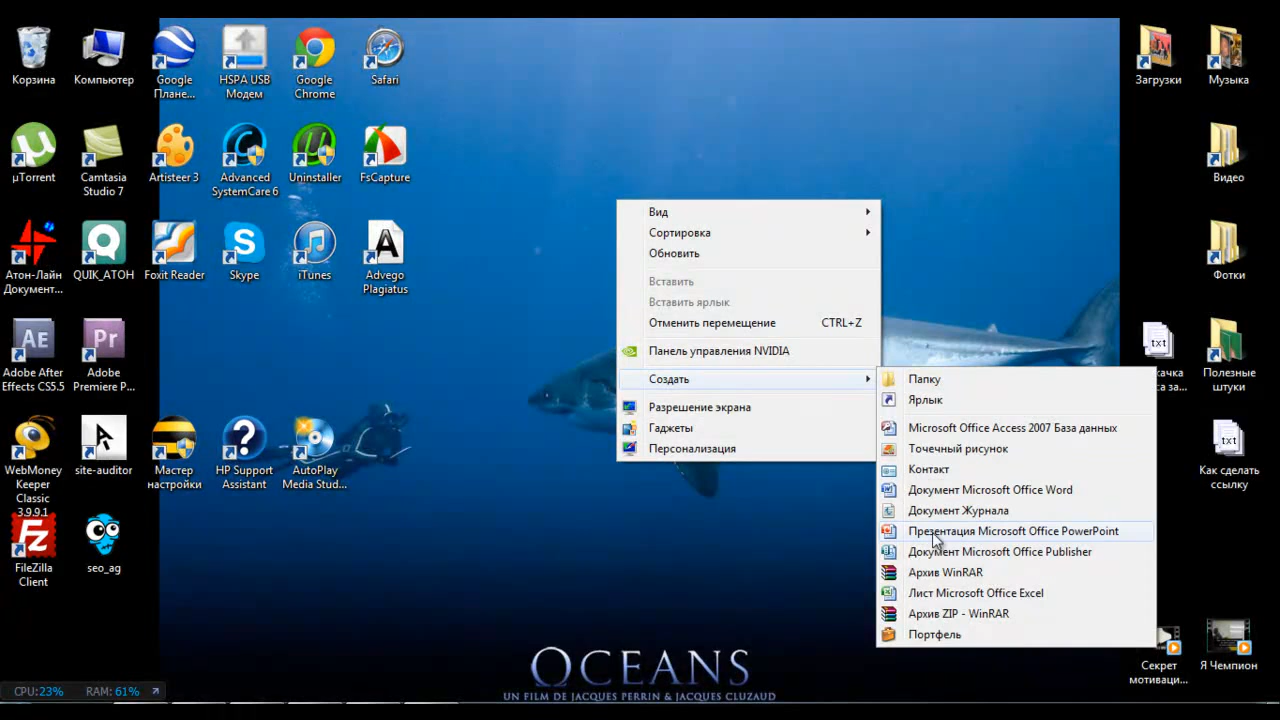 Корзина
Компьютер
Google
Плане...
HSPA USB
Модем
Google
Chrome
Safari
Загрузки
Музыка
µTorrent
Camtasia
Studio 7
Artisteer 3
Advanced
SystemCare 6
Uninstaller
FsCapture
Видео
Атон-Лайн
Документ...
QUIK_АТОН
Foxit Reader
Skype
iTunes
Advego
Plagiatus
Фотки
Adobe After
Effects CS5.5
Adobe
Premiere P...
txt
Полезные
штуки
WebMoney
Keeper
Classic
3.9.9.1
site-auditor
Мастер
настройки
HP Support
Assistant
AutoPlay
Media Stud...
txt
Как сделать
ссылку
FileZilla
Client
seo_ag
Секрет
мотиваци...
Я Чемпион
Вид
Сортировка
Обновить
Вставить
Вставить ярлык
Отменить перемещение CTRL+Z
Панель управления NVIDIA
Создать
Разрешение экрана
Гаджеты
Персонализация
Папку
Ярлык
Microsoft Office Access 2007 База данных
Точечный рисунок
Контакт
Документ Microsoft Office Word
Документ Журнала
Презентация Microsoft Office PowerPoint
Документ Microsoft Office Publisher
Архив WinRAR
Лист Microsoft Office Excel
Архив ZIP - WinRAR
Портфель
OCEANS
UN FILM DE JACQUES PERRIN & JACQUES CLUZAUD
CPU:23% RAM: 61%